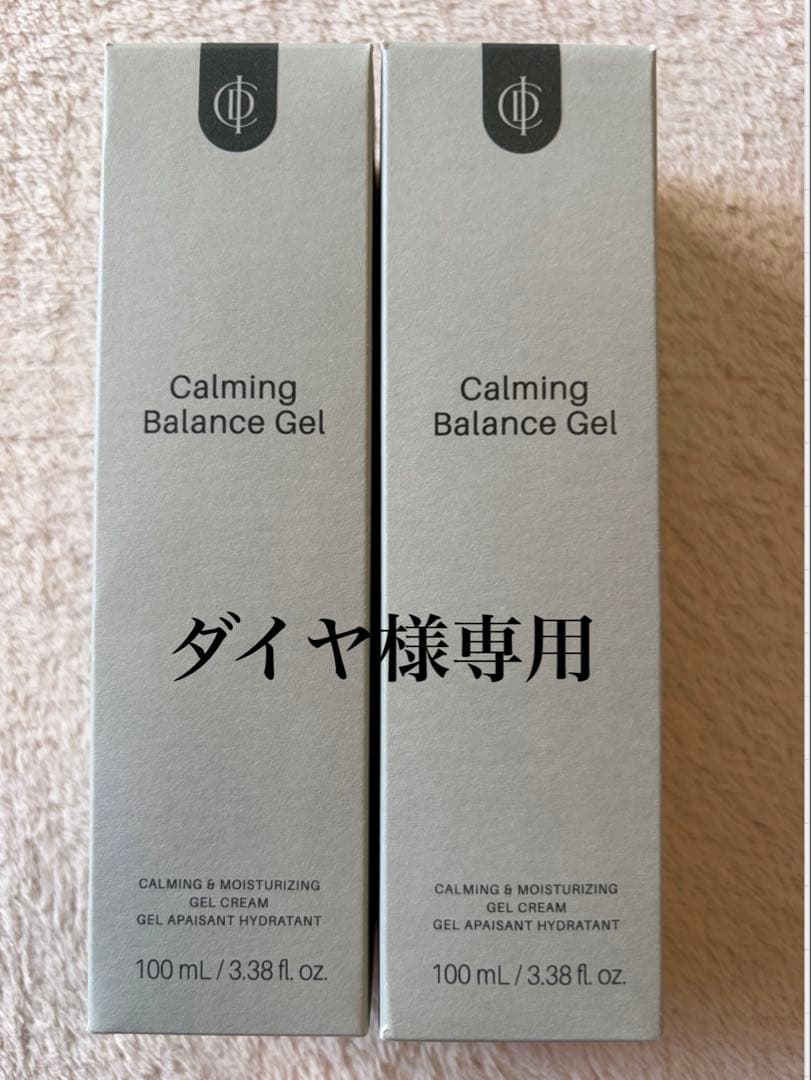 Calming
Balance Gel
CALMING & MOISTURIZING
GEL CREAM
GEL APAISANT HYDRATANT
100 mL / 3.38 fl. oz.
Calming
Balance Gel
CALMING & MOISTURIZING
GEL CREAM
GEL APAISANT HYDRATANT
100 mL / 3.38 fl. oz.
ダイヤ様専用